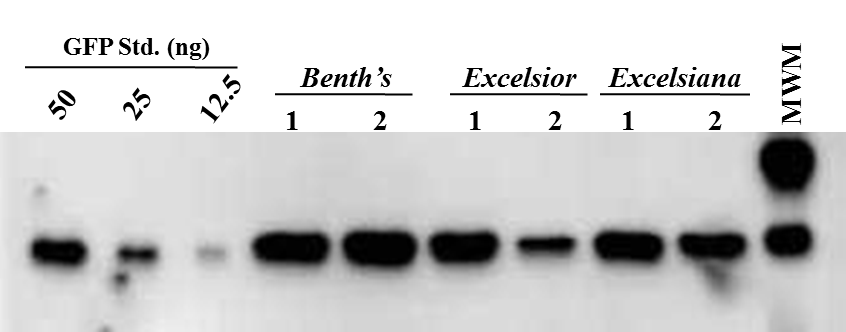 GFP Std. (ng)
50 25 12.5
Benth's Excelsior Excelsiana
1 2 1 2 1 2
MWM